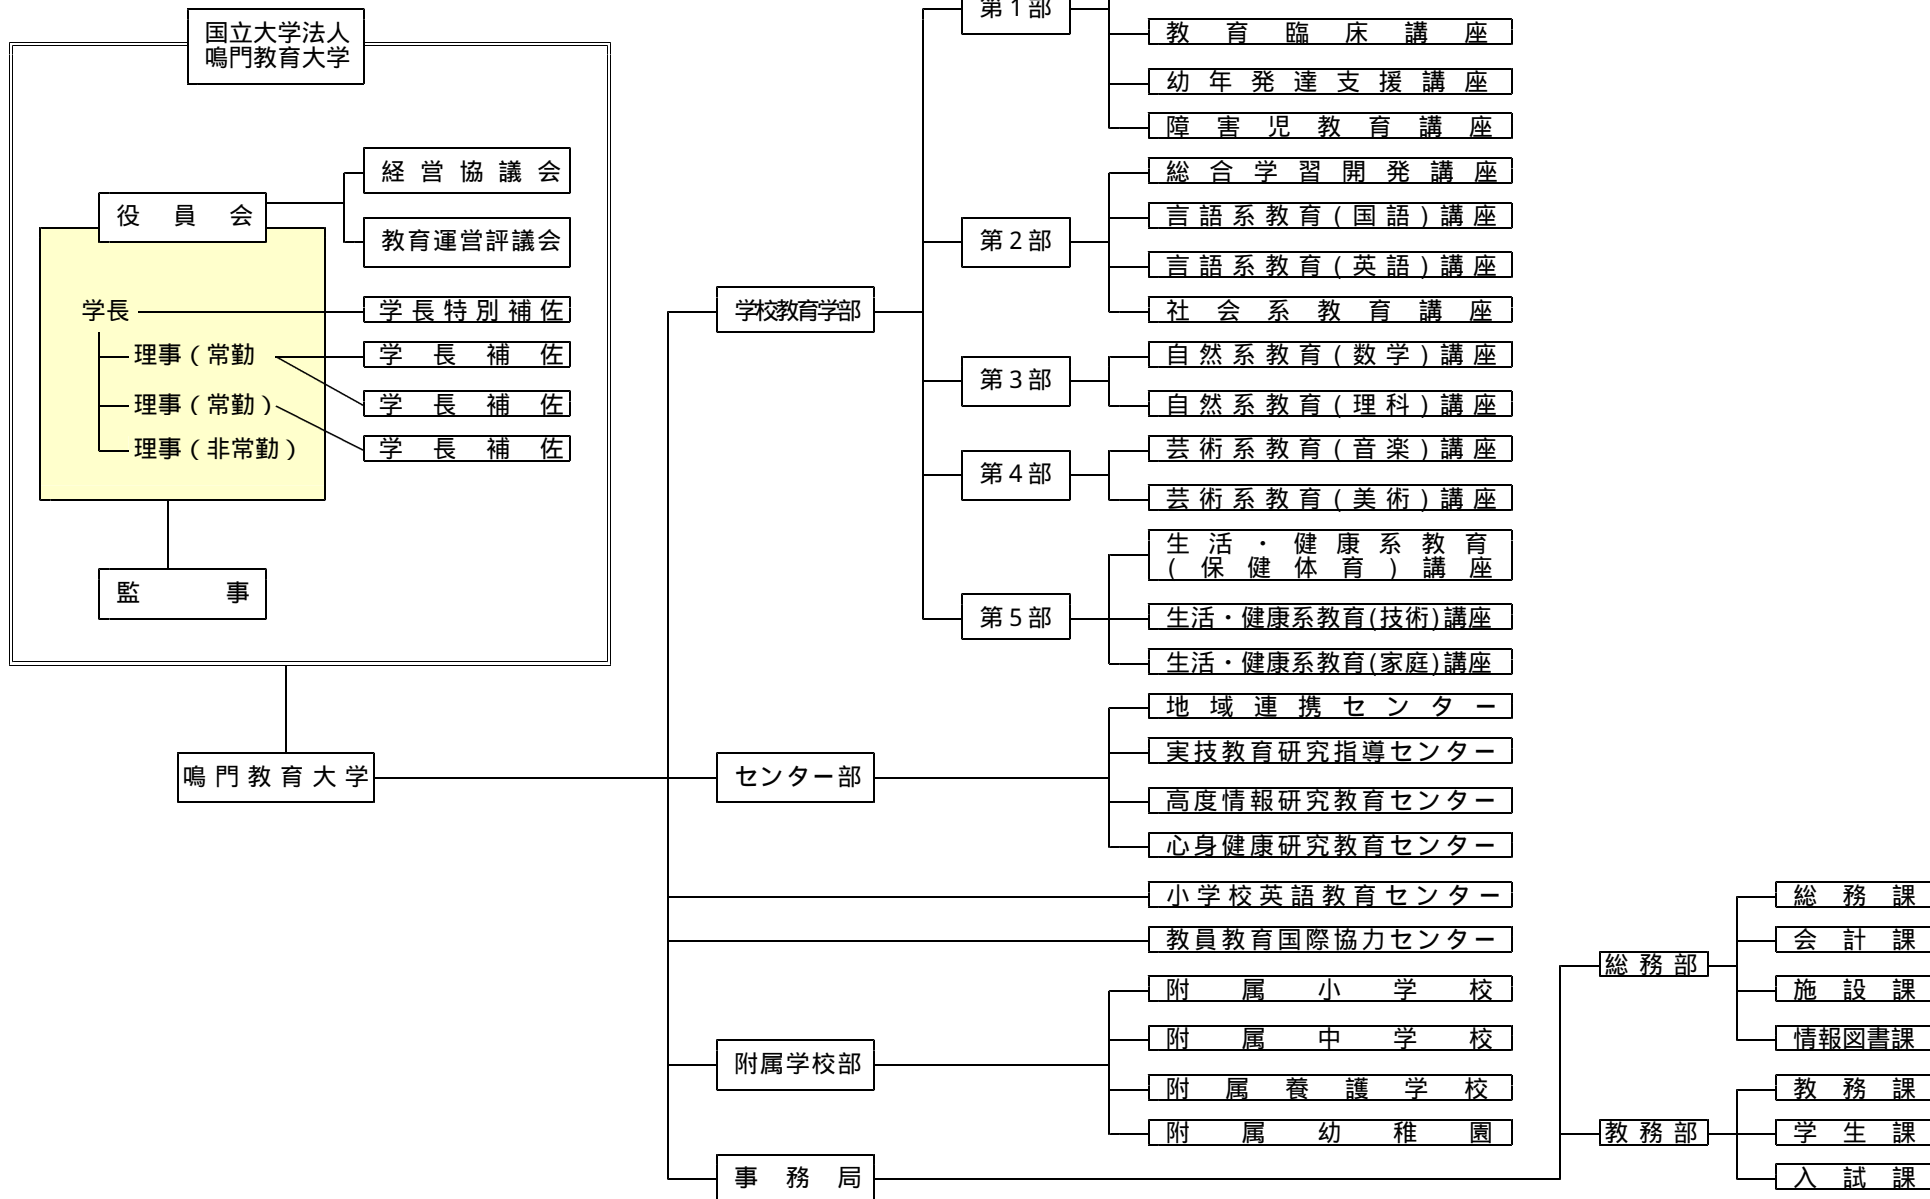 国立大学法人
鳴門教育大学
経営協議会
役員会
教育運営評議会
学長
学長特別補佐
理事(常勤
学長補佐
学長補佐
理事(常勤)
学長補佐
理事(非常勤)
監事
鳴門教育大学
学校教育学部
第1部
教育臨床講座
幼年発達支援講座
障害児教育講座
第2部
総合学習開発講座
言語系教育(国語)講座
言語系教育(英語)講座
社会系教育講座
第3部
自然系教育(数学)講座
自然系教育(理科)講座
第4部
芸術系教育(音楽)講座
芸術系教育(美術)講座
第5部
生活・健康系教育
(保健体育)講座
生活・健康系教育(技術)講座
生活・健康系教育(家庭)講座
センター部
地域連携センター
実技教育研究指導センター
高度情報研究教育センター
心身健康研究教育センター
小学校英語教育センター
教員教育国際協力センター
附属学校部
附属小学校
附属中学校
附属養護学校
附属幼稚園
事務局
総務部
総務課
会計課
施設課
情報図書課
教務部
教務課
学生課
入試課